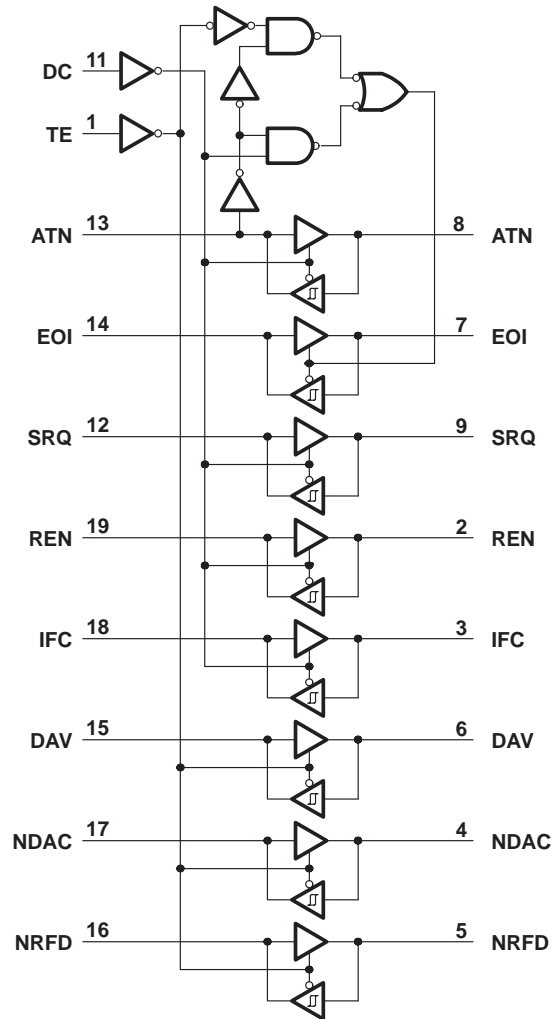 DC 11
TE 1
ATN 13 8 ATN
EOI 14 7 EOI
SRQ 12 9 SRQ
REN 19 2 REN
IFC 18 3 IFC
DAV 15 6 DAV
NDAC 17 4 NDAC
NRFD 16 5 NRFD